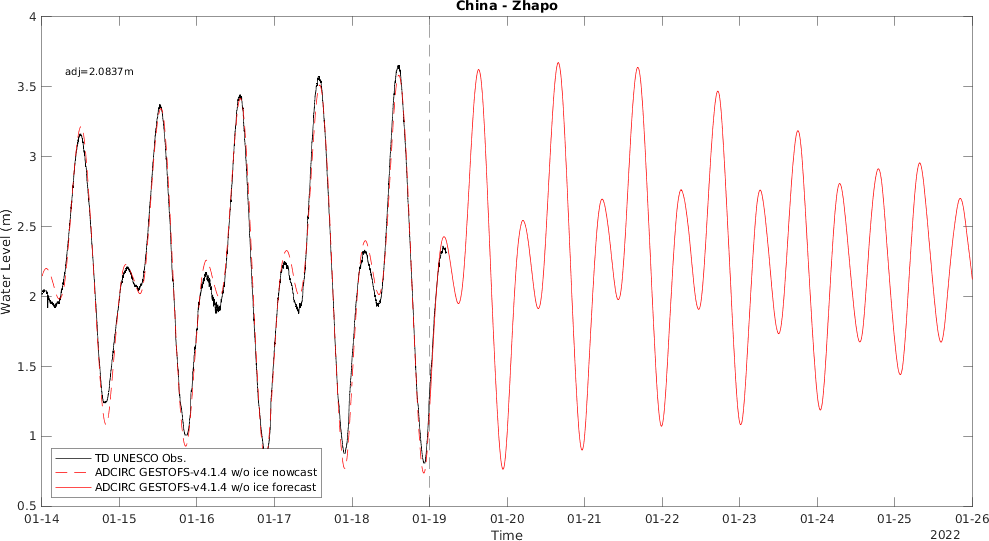 China - Zhapo
4
3.5
3
2.5
2
1.5
1
0.5
Water Level (m)
adj=2.0837m
TD UNESCO Obs.
ADCIRC GESTOFS-v4.1.4 w/o ice nowcast
ADCIRC GESTOFS-v4.1.4 w/o ice forecast
01-14 01-15 01-16 01-17 01-18 01-19 01-20 01-21 01-22 01-23 01-24 01-25 01-26
Time
2022